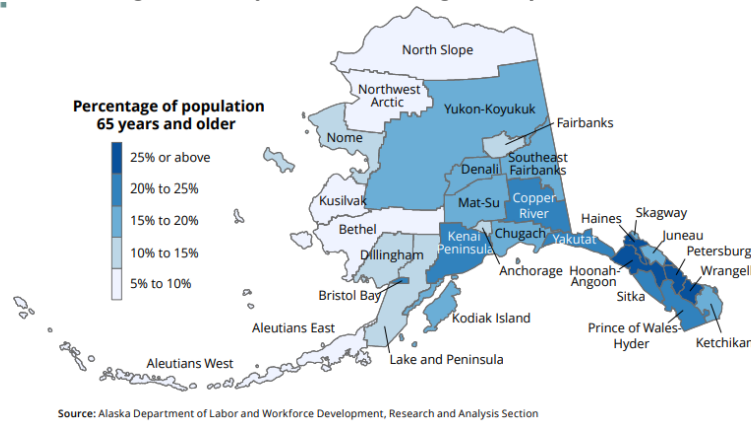 North Slope
Northwest
Arctic
Percentage of population
65 years and older
Yukon-Koyukuk
Fairbanks
Nome
25% or above
Southeast
Fairbanks
Denali
20% to 25%
Kusilvak
Mat-Su
Copper
River
15% to 20%
Skagway
Haines
Bethel
Kenai
Peninsula
Chugach
Yakutat
Juneau
10% to 15%
Dillingham
Petersburg
Anchorage
Hoonah-
Angoon
Wrangell
5% to 10%
Bristol Bay
Sitka
Kodiak Island
Aleutians East
Prince of Wales-
Hyder
Ketchikan
Lake and Peninsula
Aleutians West
Source: Alaska Department of Labor and Workforce Development, Research and Analysis Section